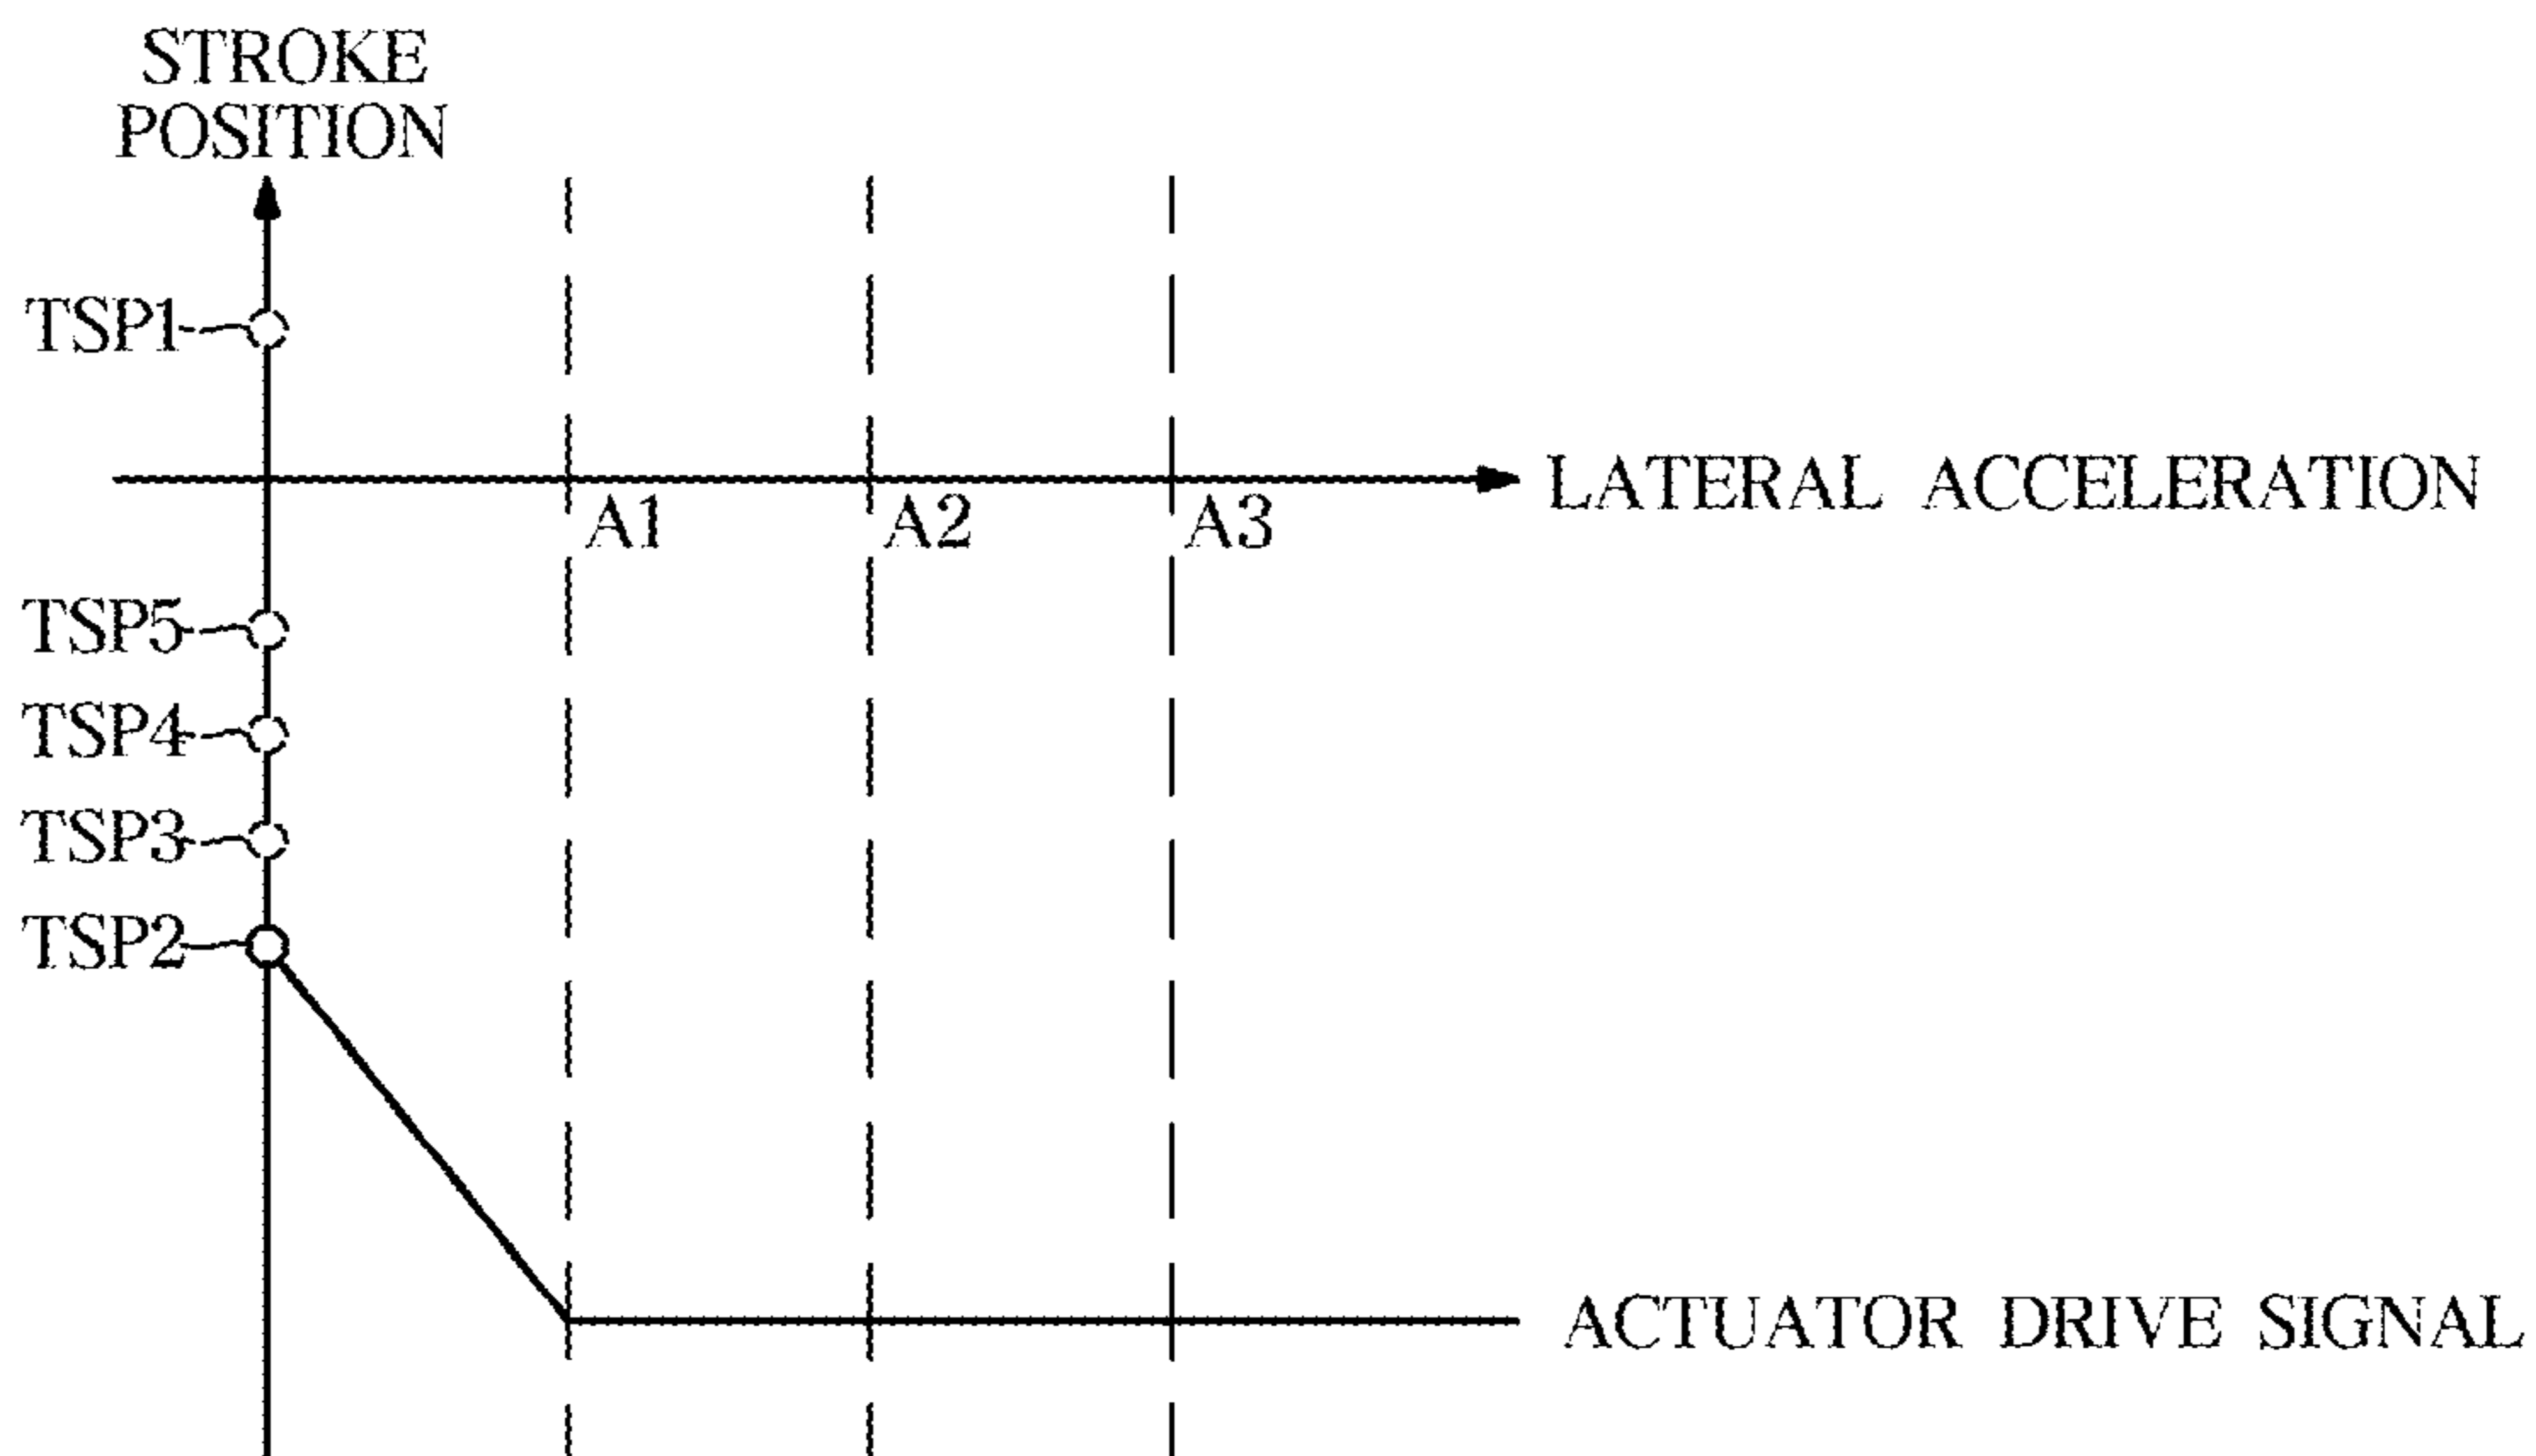 STROKE
POSITION
TSP1
LATERAL ACCELERATION
A1
A2
A3
TSP5
TSP4
TSP3
TSP2
ACTUATOR DRIVE SIGNAL